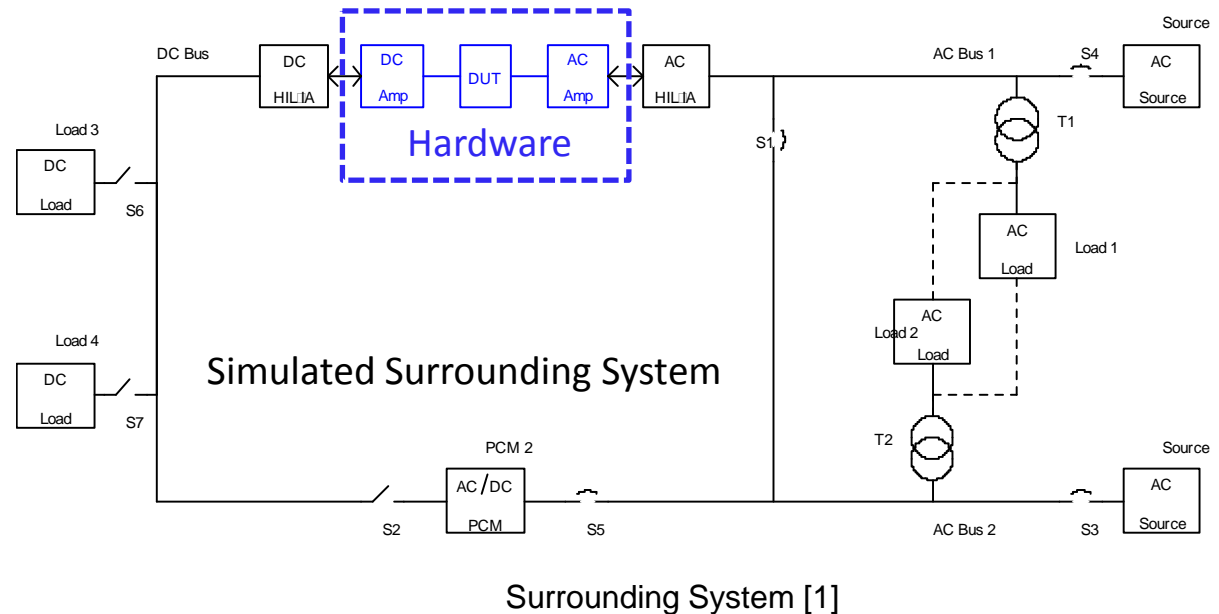 Source
DC Bus
AC Bus 1
S4
DC
HIL□IA
DC
Amp
DUT
AC
Amp
AC
HIL□IA
AC
Source
Hardware
T1
Load 3
S1
DC
Load
S6
AC
Load
Load 1
AC
Load
Load 2
Load 4
DC
Load
S7
Simulated Surrounding System
T2
PCM 2
Source
AC/DC
PCM
AC
Source
S2
S5
AC Bus 2
S3
Surrounding System [1]